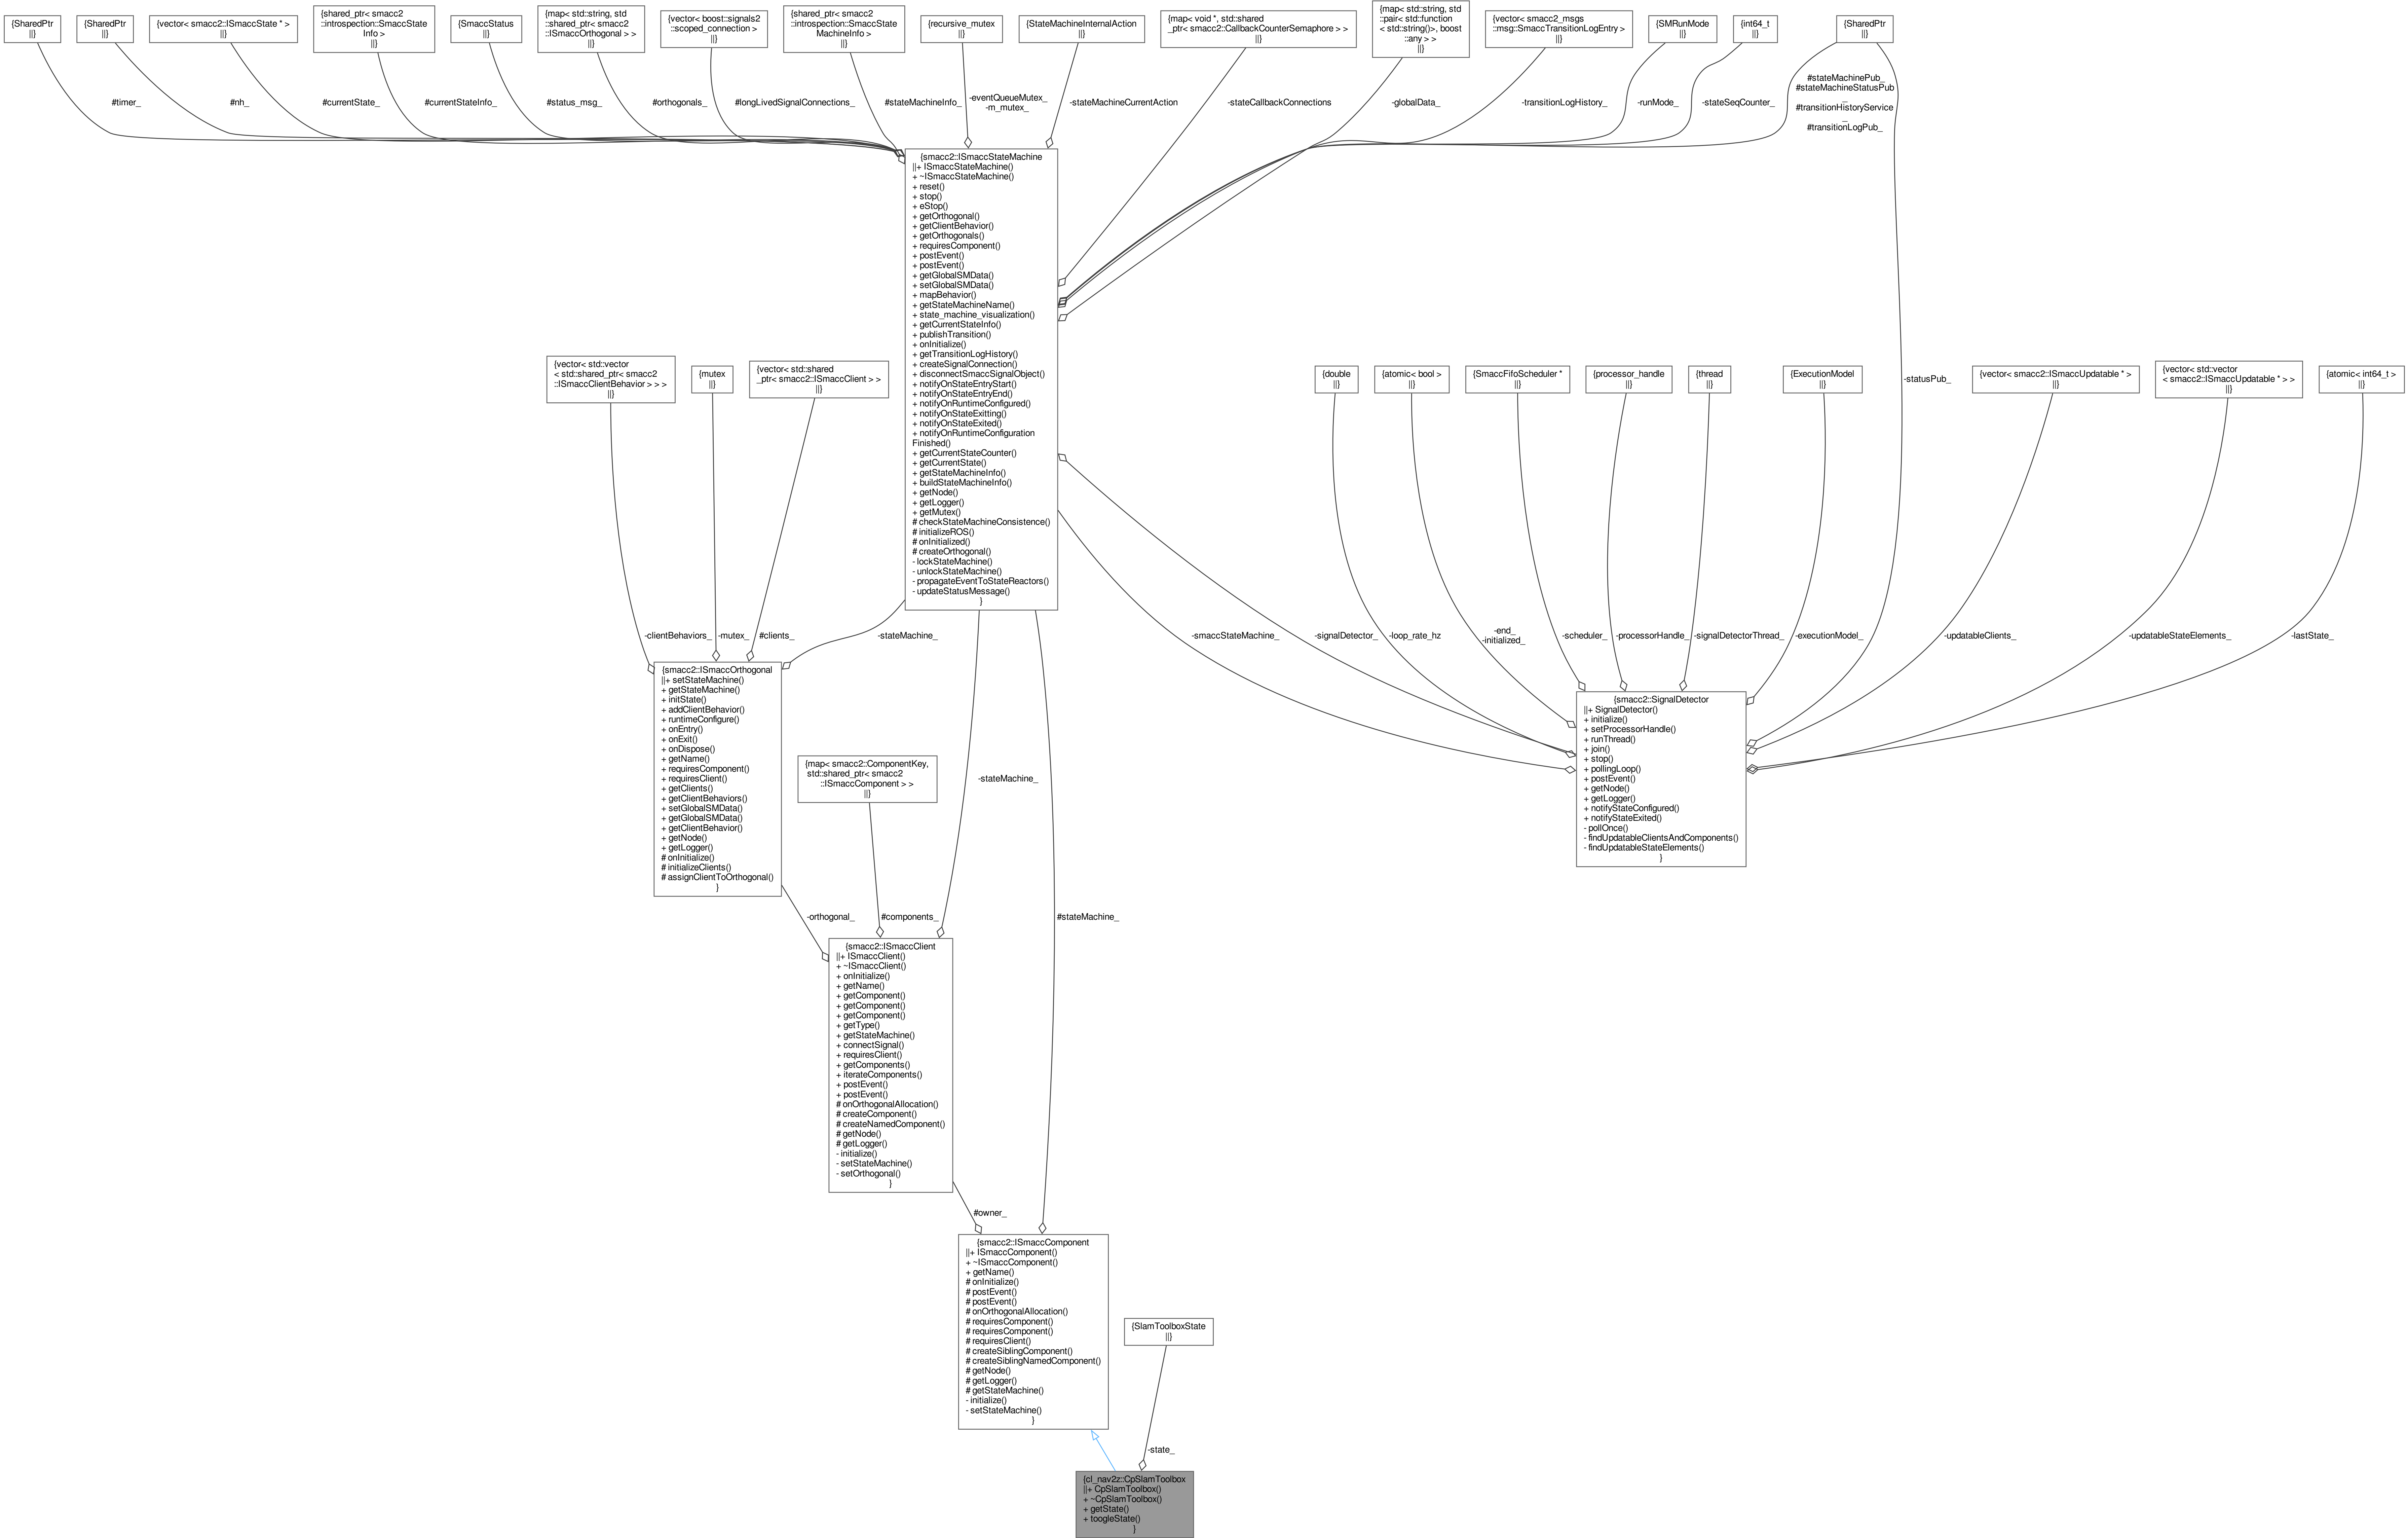 {SharedPtr
||}
{SharedPtr
||}
{vector< smacc2::ISmaccState * >
||}
{shared_ptr< smacc2
::introspection::SmaccState
Info >
||}
{SmaccStatus
||}
{map< std::string, std
::shared_ptr< smacc2
::ISmaccOrthogonal > >
||}
{vector< boost::signals2
::scoped_connection >
||}
{shared_ptr< smacc2
::introspection::SmaccState
MachineInfo >
||}
{recursive_mutex
||}
{StateMachineInternalAction
||}
{map< void *, std::shared
_ptr< smacc2::CallbackCounterSemaphore > >
||}
{map< std::string, std
::pair< std::function
< std::string()>, boost
::any > >
||}
{vector< smacc2_msgs
::msg::SmaccTransitionLogEntry >
||}
{SMRunMode
||}
{int64_t
||}
{SharedPtr
||}
#timer_
#nh_
#currentState_
#currentStateInfo_
#status_msg_
#orthogonals_
#longLivedSignalConnections_
#stateMachineInfo_
-eventQueueMutex_
-m_mutex_
-stateMachineCurrentAction
-stateCallbackConnections
-globalData_
-transitionLogHistory_
-runMode_
-stateSeqCounter_
#stateMachinePub_
#stateMachineStatusPub
_
#transitionHistoryService
_
#transitionLogPub_
{smacc2::ISmaccStateMachine
||+ ISmaccStateMachine()
+ ~ISmaccStateMachine()
+ reset()
+ stop()
+ eStop()
+ getOrthogonal()
+ getClientBehavior()
+ getOrthogonals()
+ requiresComponent()
+ postEvent()
+ postEvent()
+ getGlobalSMData()
+ setGlobalSMData()
+ mapBehavior()
+ getStateMachineName()
+ state_machine_visualization()
+ getCurrentStateInfo()
+ publishTransition()
+ onInitialize()
+ getTransitionLogHistory()
+ createSignalConnection()
+ disconnectSmaccSignalObject()
+ notifyOnStateEntryStart()
+ notifyOnStateEntryEnd()
+ notifyOnRuntimeConfigured()
+ notifyOnStateExitting()
+ notifyOnStateExited()
+ notifyOnRuntimeConfiguration
Finished()
+ getCurrentStateCounter()
+ getCurrentState()
+ getStateMachineInfo()
+ buildStateMachineInfo()
+ getNode()
+ getLogger()
+ getMutex()
# checkStateMachineConsistence()
# initializeROS()
# onInitialized()
# createOrthogonal()
- lockStateMachine()
- unlockStateMachine()
- propagateEventToStateReactors()
- updateStatusMessage()
}
{vector< std::vector
< std::shared_ptr< smacc2
::ISmaccClientBehavior > > >
||}
{mutex
||}
{vector< std::shared
_ptr< smacc2::ISmaccClient > >
||}
{double
||}
{atomic< bool >
||}
{SmaccFifoScheduler *
||}
{processor_handle
||}
{thread
||}
{ExecutionModel
||}
-statusPub_
{vector< smacc2::ISmaccUpdatable * >
||}
{vector< std::vector
< smacc2::ISmaccUpdatable * > >
||}
{atomic< int64_t >
||}
-clientBehaviors_
-mutex_
#clients_
-stateMachine_
-smaccStateMachine_
-signalDetector_
-loop_rate_hz
-end_
-initialized_
-scheduler_
-processorHandle_
-signalDetectorThread_
-executionModel_
-updatableClients_
-updatableStateElements_
-lastState_
{smacc2::ISmaccOrthogonal
||+ setStateMachine()
+ getStateMachine()
+ initState()
+ addClientBehavior()
+ runtimeConfigure()
+ onEntry()
+ onExit()
+ onDispose()
+ getName()
+ requiresComponent()
+ requiresClient()
+ getClients()
+ getClientBehaviors()
+ setGlobalSMData()
+ getGlobalSMData()
+ getClientBehavior()
+ getNode()
+ getLogger()
# onInitialize()
# initializeClients()
# assignClientToOrthogonal()
}
{smacc2::SignalDetector
||+ SignalDetector()
+ initialize()
+ setProcessorHandle()
+ runThread()
+ join()
+ stop()
+ pollingLoop()
+ postEvent()
+ getNode()
+ getLogger()
+ notifyStateConfigured()
+ notifyStateExited()
- pollOnce()
- findUpdatableClientsAndComponents()
- findUpdatableStateElements()
}
{map< smacc2::ComponentKey,
std::shared_ptr< smacc2
::ISmaccComponent > >
||}
-stateMachine_
-orthogonal_
#components_
#stateMachine_
{smacc2::ISmaccClient
||+ ISmaccClient()
+ ~ISmaccClient()
+ onInitialize()
+ getName()
+ getComponent()
+ getComponent()
+ getComponent()
+ getType()
+ getStateMachine()
+ connectSignal()
+ requiresClient()
+ getComponents()
+ iterateComponents()
+ postEvent()
+ postEvent()
# onOrthogonalAllocation()
# createComponent()
# createNamedComponent()
# getNode()
# getLogger()
- initialize()
- setStateMachine()
- setOrthogonal()
}
#owner_
{smacc2::ISmaccComponent
||+ ISmaccComponent()
+ ~ISmaccComponent()
+ getName()
# onInitialize()
# postEvent()
# postEvent()
# onOrthogonalAllocation()
# requiresComponent()
# requiresComponent()
# requiresClient()
# createSiblingComponent()
# createSiblingNamedComponent()
# getNode()
# getLogger()
# getStateMachine()
- initialize()
- setStateMachine()
}
{SlamToolboxState
||}
-state_
{cl_nav2z::CpSlamToolbox
||+ CpSlamToolbox()
+ ~CpSlamToolbox()
+ getState()
+ toogleState()
}